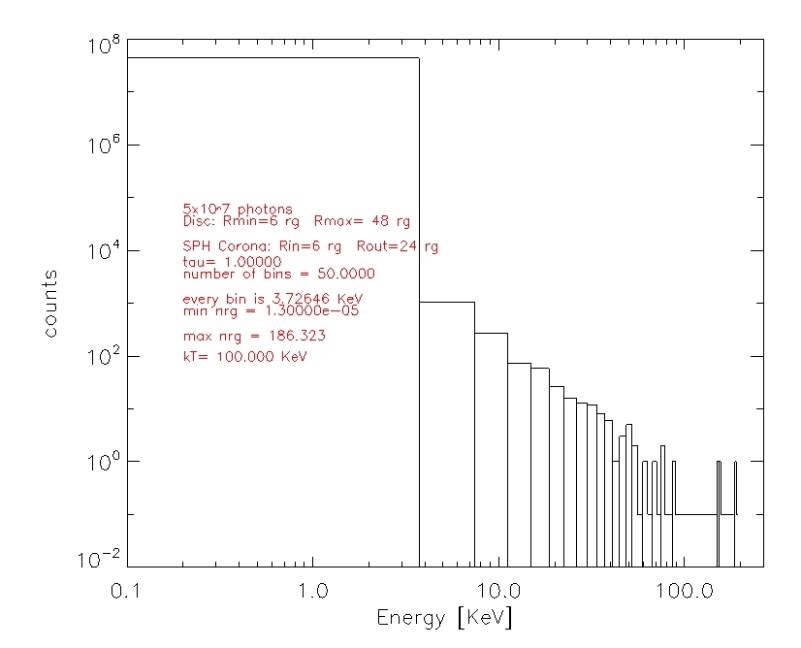 10^8
10^6
10^4
10^2
10^0
10^-2
counts
5x10^7 photons
Disc: Rmin=6 rg Rmax= 48 rg
SPH Corona: Rin=6 rg Rout=24 rg
tau= 1.00000
number of bins = 50.0000
every bin is 3.72646 KeV
min nrg = 1.30000e-05
max nrg = 186.323
kT= 100.000 KeV
0.1 1.0 10.0 100.0
Energy [KeV]